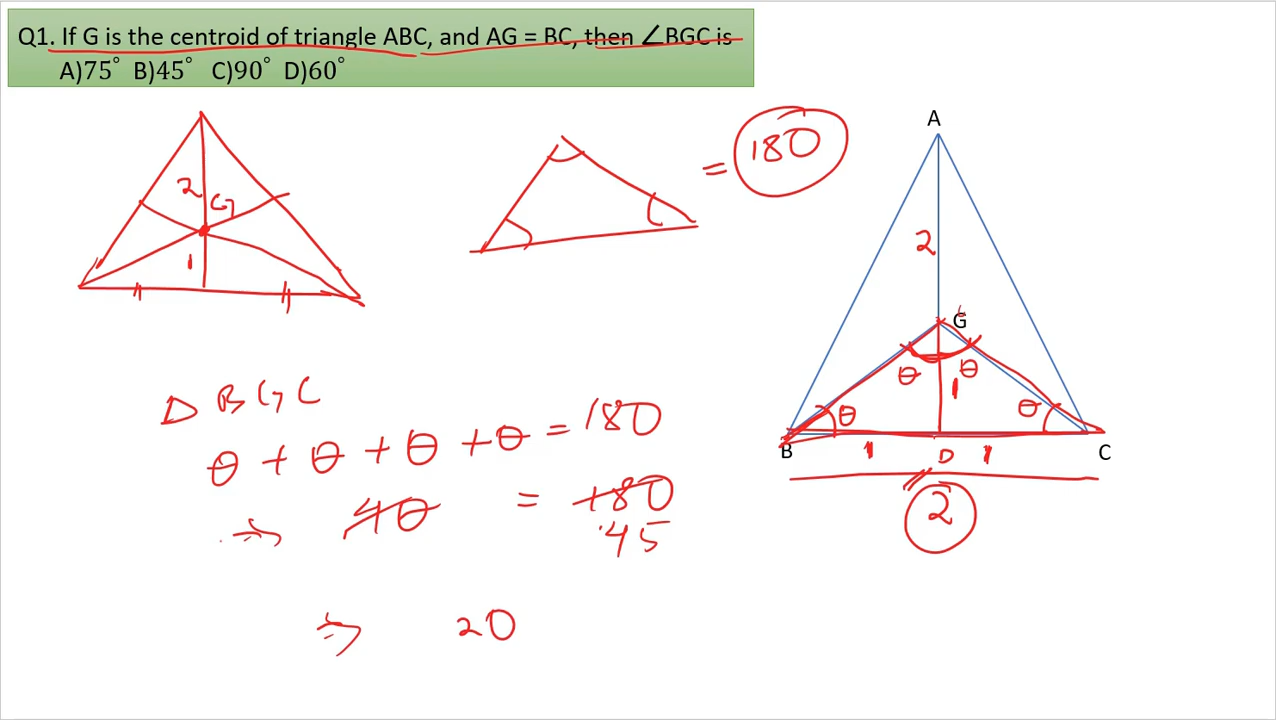 Q1. If G is the centroid of triangle ABC, and AG = BC, then ∠BGC is
A)75° B)45° C)90° D)60°
2
G
1
= 180
A
2
G
θ θ
1
θ θ
B 1 D 1 C
2
Δ BGC
θ + θ + θ + θ = 180
⇒ 4θ = 180
45
⇒ 2θ